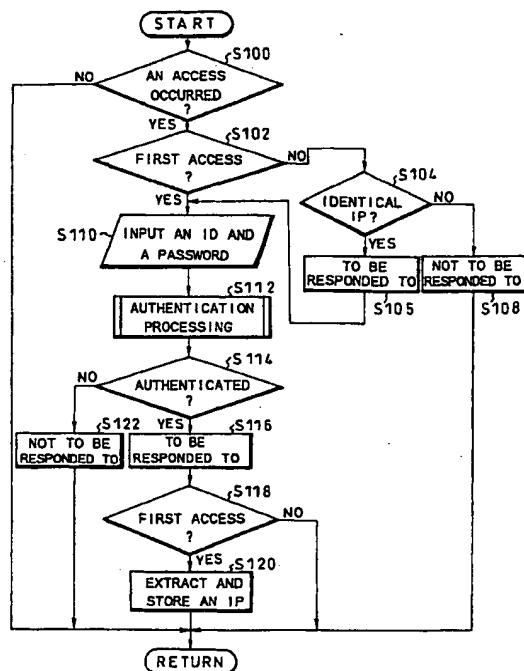 START
S100
NO
AN ACCESS
OCCURRED
?
YES
S102
FIRST ACCESS
?
NO
YES
S104
IDENTICAL
IP?
NO
YES
S110
INPUT AN ID AND
A PASSWORD
TO BE
RESPONDED TO
S105
NOT TO BE
RESPONDED TO
S108
S112
AUTHENTICATION
PROCESSING
S114
NO
AUTHENTICATED
?
YES
S122
NOT TO BE
RESPONDED TO
S116
TO BE
RESPONDED TO
S118
FIRST ACCESS
?
NO
YES
S120
EXTRACT AND
STORE AN IP
RETURN